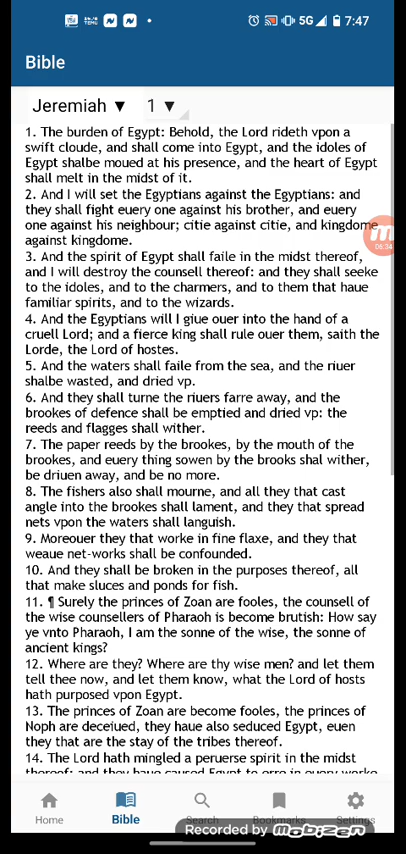 5G 7:47
Bible
Jeremiah ▼ 1 ▼
1. The burden of Egypt: Behold, the Lord rideth vpon a
swift cloude, and shall come into Egypt, and the idoles of
Egypt shalbe moued at his presence, and the heart of Egypt
shall melt in the midst of it.
2. And I will set the Egyptians against the Egyptians: and
they shall fight euery one against his brother, and euery
one against his neighbour; citie against citie, and kingdome
against kingdome.
3. And the spirit of Egypt shall faile in the midst thereof,
and I will destroy the counsell thereof: and they shall seeke
to the idoles, and to the charmers, and to them that haue
familiar spirits, and to the wizards.
4. And the Egyptians will I giue ouer into the hand of a
cruell Lord; and a fierce king shall rule ouer them, saith the
Lorde, the Lord of hostes.
5. And the waters shall faile from the sea, and the riuer
shalbe wasted, and dried vp.
6. And they shall turne the riuers farre away, and the
brookes of defence shall be emptied and dried vp: the
reeds and flagges shall wither.
7. The paper reeds by the brookes, by the mouth of the
brookes, and euery thing sowen by the brooks shal wither,
be driuen away, and be no more.
8. The fishers also shall mourne, and all they that cast
angle into the brookes shall lament, and they that spread
nets vpon the waters shall languish.
9. Moreouer they that worke in fine flaxe, and they that
weaue net-works shall be confounded.
10. And they shall be broken in the purposes thereof, all
that make sluces and ponds for fish.
11. ¶ Surely the princes of Zoan are fooles, the counsell of
the wise counsellers of Pharaoh is become brutish: How say
ye vnto Pharaoh, I am the sonne of the wise, the sonne of
ancient kings?
12. Where are they? Where are thy wise men? and let them
tell thee now, and let them know, what the Lord of hosts
hath purposed vpon Egypt.
13. The princes of Zoan are become fooles, the princes of
Noph are deceiued, they haue also seduced Egypt, euen
they that are the stay of the tribes thereof.
14. The Lord hath mingled a peruerse spirit in the midst
thereof: and they haue caused Egypt to erre in euery worke
06:34
Home Bible Search Bookmarks Settings
Recorded by mobizen